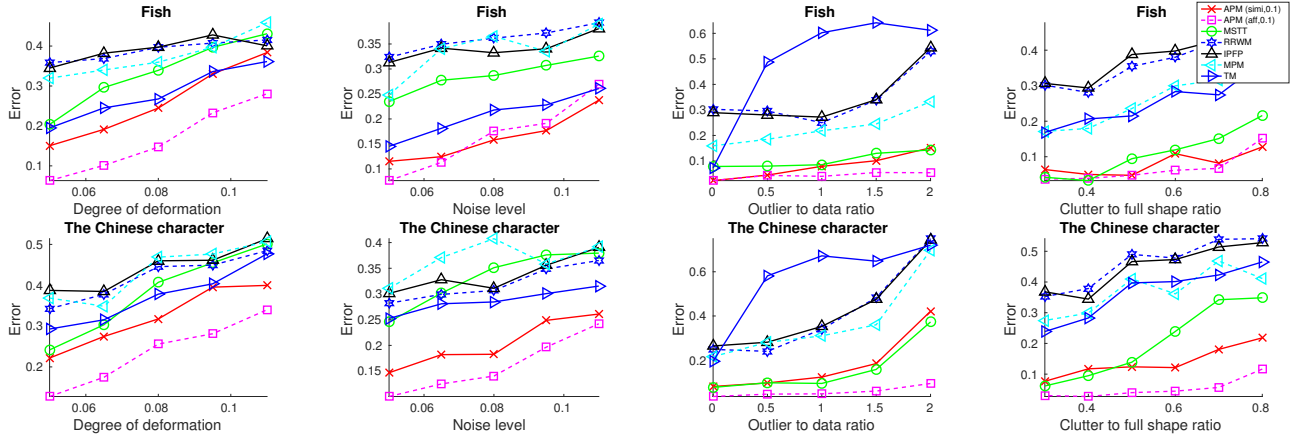 Fish
Error
0.4
0.3
0.2
0.1
0.06
0.08
0.1
Degree of deformation
Fish
Error
0.35
0.3
0.25
0.2
0.15
0.1
0.06
0.08
0.1
Noise level
Fish
Error
0.6
0.5
0.4
0.3
0.2
0.1
0
0.5
1
1.5
2
Outlier to data ratio
Fish
Error
0.4
0.3
0.2
0.1
0.4
0.6
0.8
Clutter to full shape ratio
APM (simi,0.1)
APM (aff,0.1)
MSTT
RRWM
IPFP
MPM
TM
The Chinese character
Error
0.5
0.4
0.3
0.2
0.06
0.08
0.1
Degree of deformation
The Chinese character
Error
0.4
0.35
0.3
0.25
0.2
0.15
0.06
0.08
0.1
Noise level
The Chinese character
Error
0.6
0.4
0.2
0
0.5
1
1.5
2
Outlier to data ratio
The Chinese character
Error
0.5
0.4
0.3
0.2
0.1
0.4
0.6
0.8
Clutter to full shape ratio